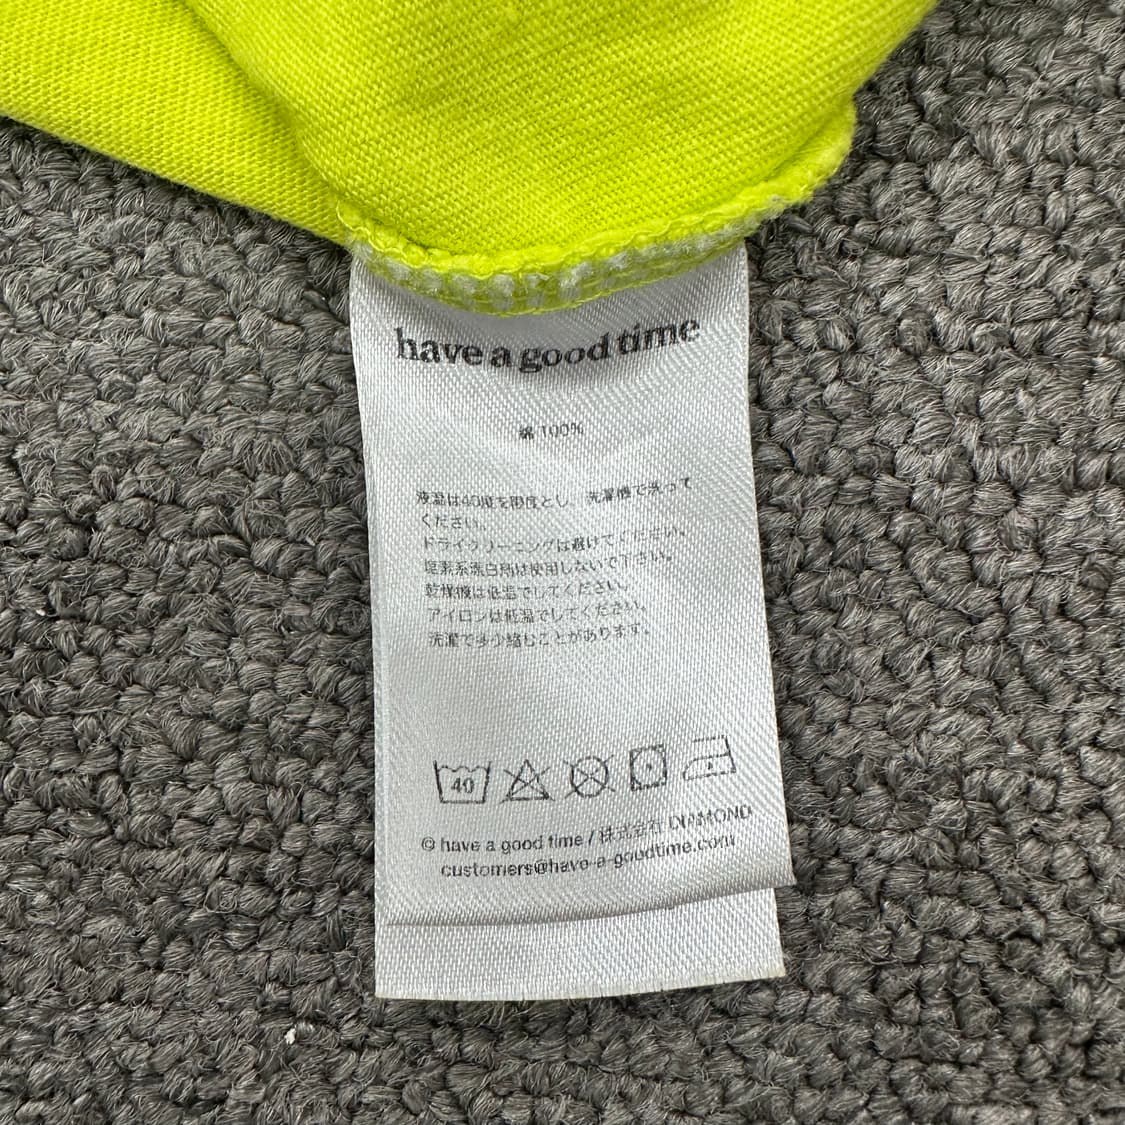 have a good time
綿 100%
液温は40度を限度とし、洗濯機で洗って
ください。
ドライクリーニングは避けてください。
塩素系漂白剤は使用しないで下さい。
乾燥機は低温でしてください。
アイロンは低温でしてください。
洗濯で多少縮むことがあります。
40
© have a good time / 株式会社 DIAMOND
customers@have-a-goodtime.com